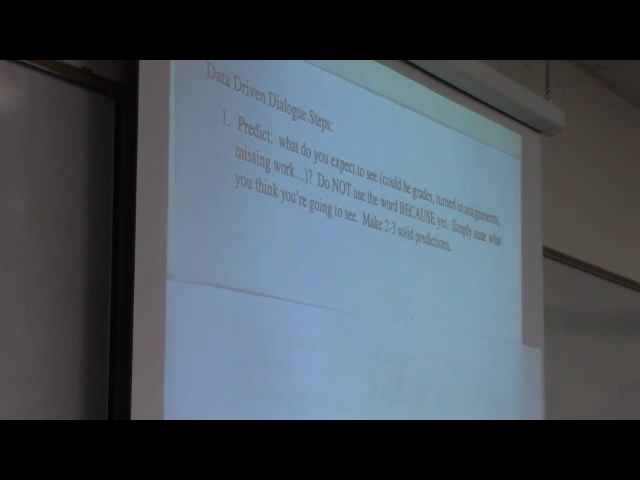 Data Driven Dialogue Steps:
1. Predict: what do you expect to see (could be grades, turned in assignments,
missing work...)? Do NOT use the word BECAUSE yet. Simply state what
you think you're going to see. Make 2-3 solid predictions.